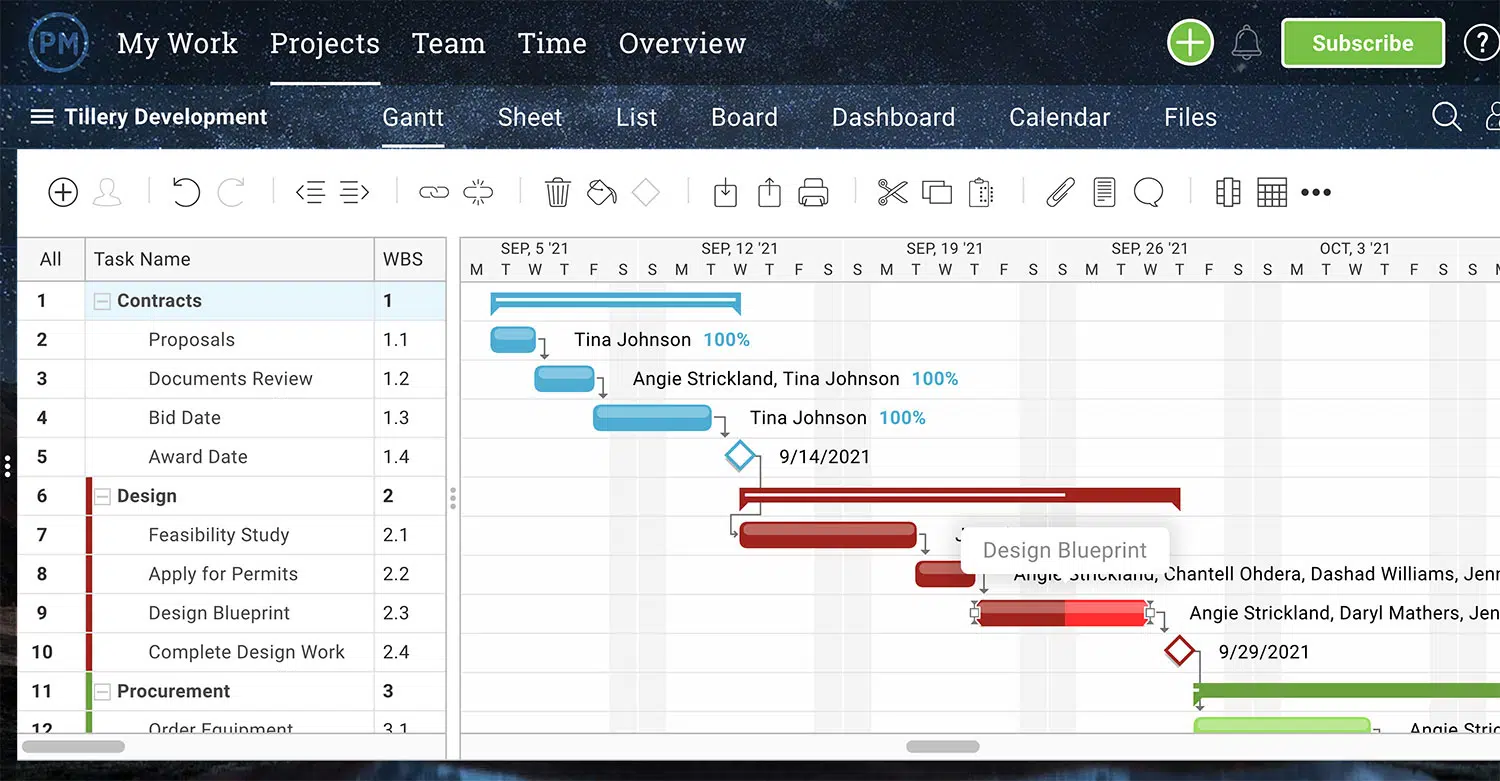 PM My Work Projects Team Time Overview Subscribe ?
Tillery Development Gantt Sheet List Board Dashboard Calendar Files
SEP, 5 '21 SEP, 12 '21 SEP, 19 '21 SEP, 26 '21 OCT, 3 '21
All Task Name WBS
M T W T F S S M T W T F S S M T W T F S S M T W T F S S M T W T F S S
1 Contracts 1
2 Proposals 1.1 Tina Johnson 100%
3 Documents Review 1.2 Angie Strickland, Tina Johnson 100%
4 Bid Date 1.3 Tina Johnson 100%
5 Award Date 1.4 9/14/2021
6 Design 2
7 Feasibility Study 2.1
Design Blueprint
8 Apply for Permits 2.2 Angie Strickland, Chantell Ohdera, Dashad Williams, Jenn
9 Design Blueprint 2.3 Angie Strickland, Daryl Mathers, Jen
10 Complete Design Work 2.4 9/29/2021
11 Procurement 3
12 Order Equipment 3.1 Angie Stric